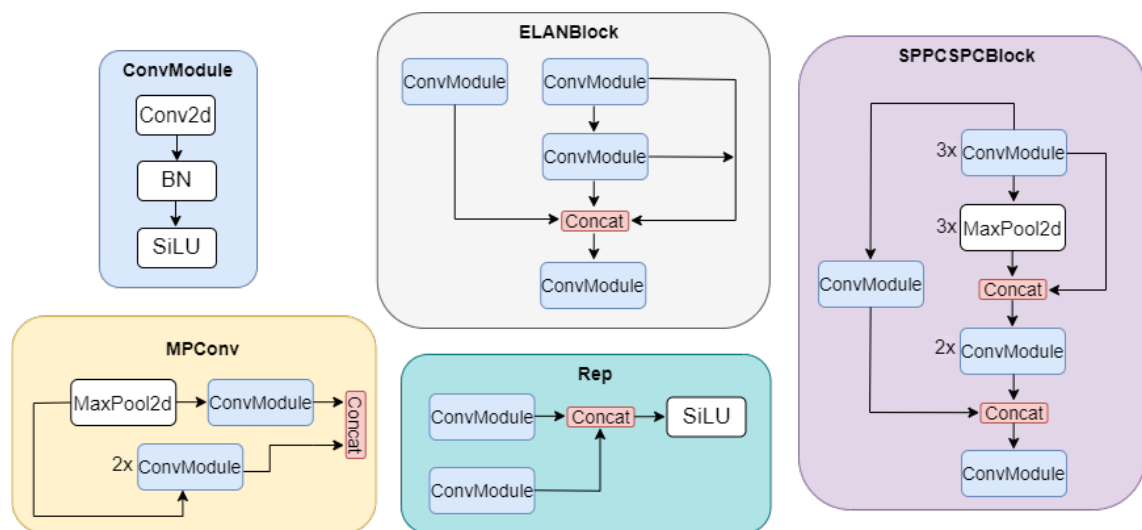 ConvModule
Conv2d
BN
SiLU
ELANBlock
ConvModule
ConvModule
ConvModule
Concat
ConvModule
SPPCSPCBlock
3x
ConvModule
3x
MaxPool2d
ConvModule
Concat
2x
ConvModule
Concat
ConvModule
MPConv
MaxPool2d
ConvModule
Concat
2x
ConvModule
Rep
ConvModule
Concat
SiLU
ConvModule